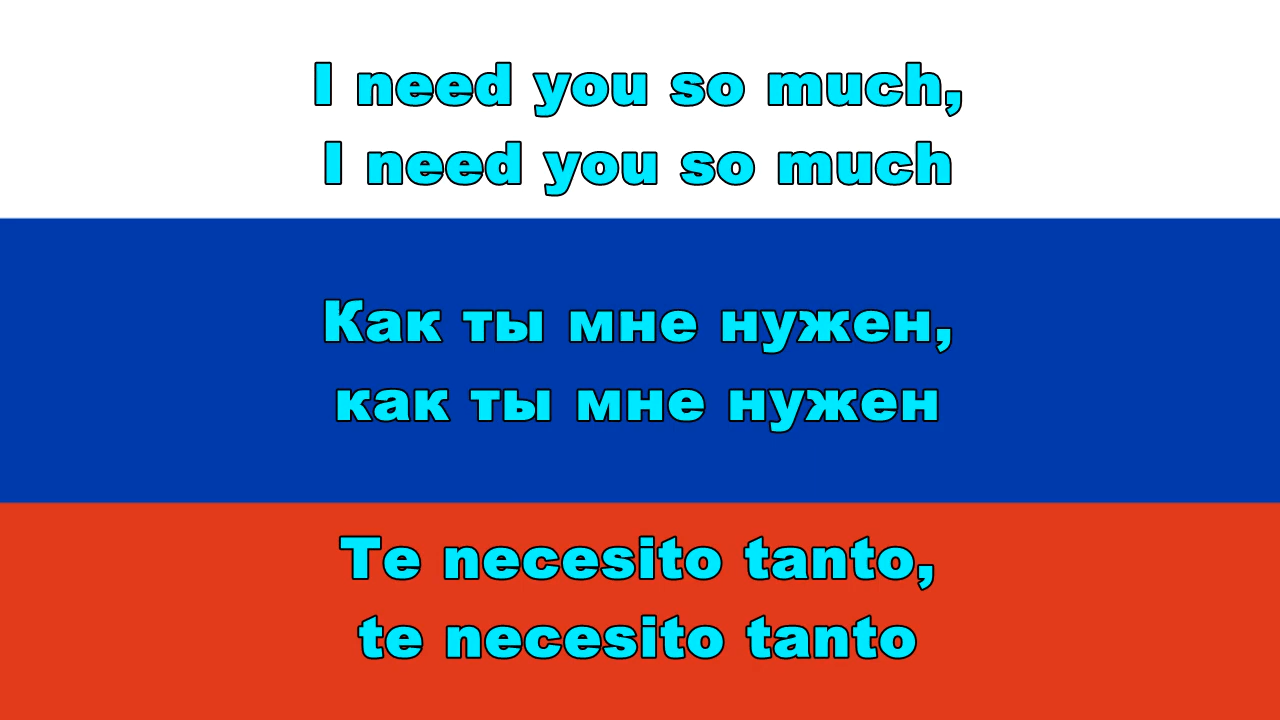 I need you so much,
I need you so much
Как ты мне нужен,
как ты мне нужен
Te necesito tanto,
te necesito tanto